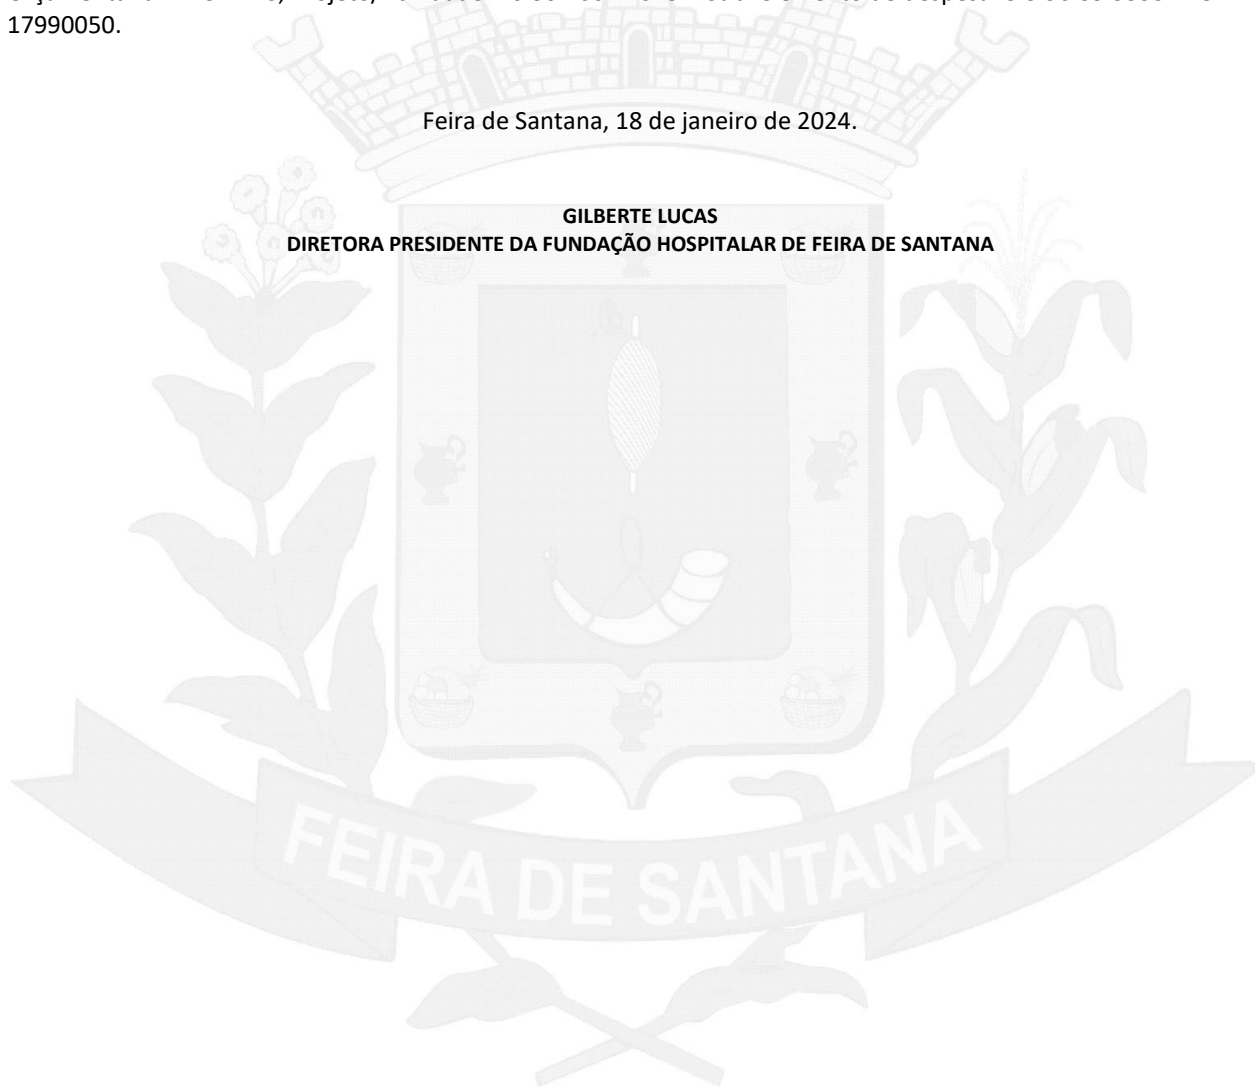 17990050.
Feira de Santana, 18 de janeiro de 2024.
GILBERTE LUCAS
DIRETORA PRESIDENTE DA FUNDAÇÃO HOSPITALAR DE FEIRA DE SANTANA
FEIRA DE SANTANA